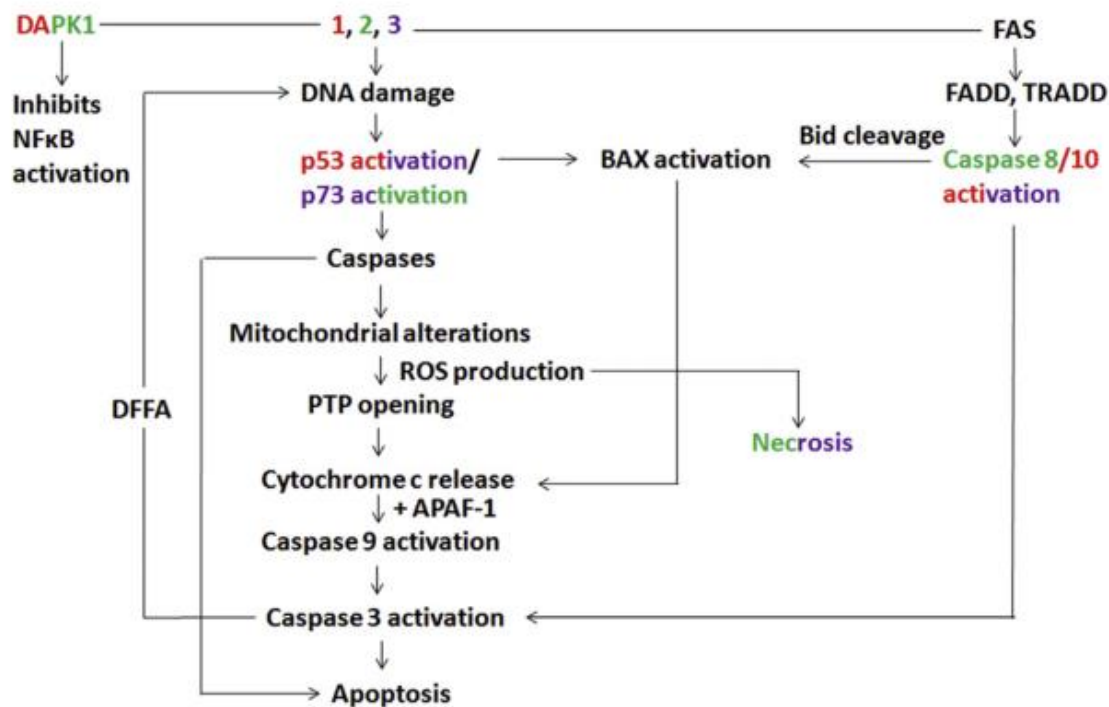 DAPK1
1, 2, 3
FAS
Inhibits
NFκB
activation
DNA damage
FADD, TRADD
p53 activation/
p73 activation
BAX activation
Bid cleavage
Caspase 8/10
activation
Caspases
Mitochondrial alterations
ROS production
PTP opening
DFFA
Necrosis
Cytochrome c release
+ APAF-1
Caspase 9 activation
Caspase 3 activation
Apoptosis